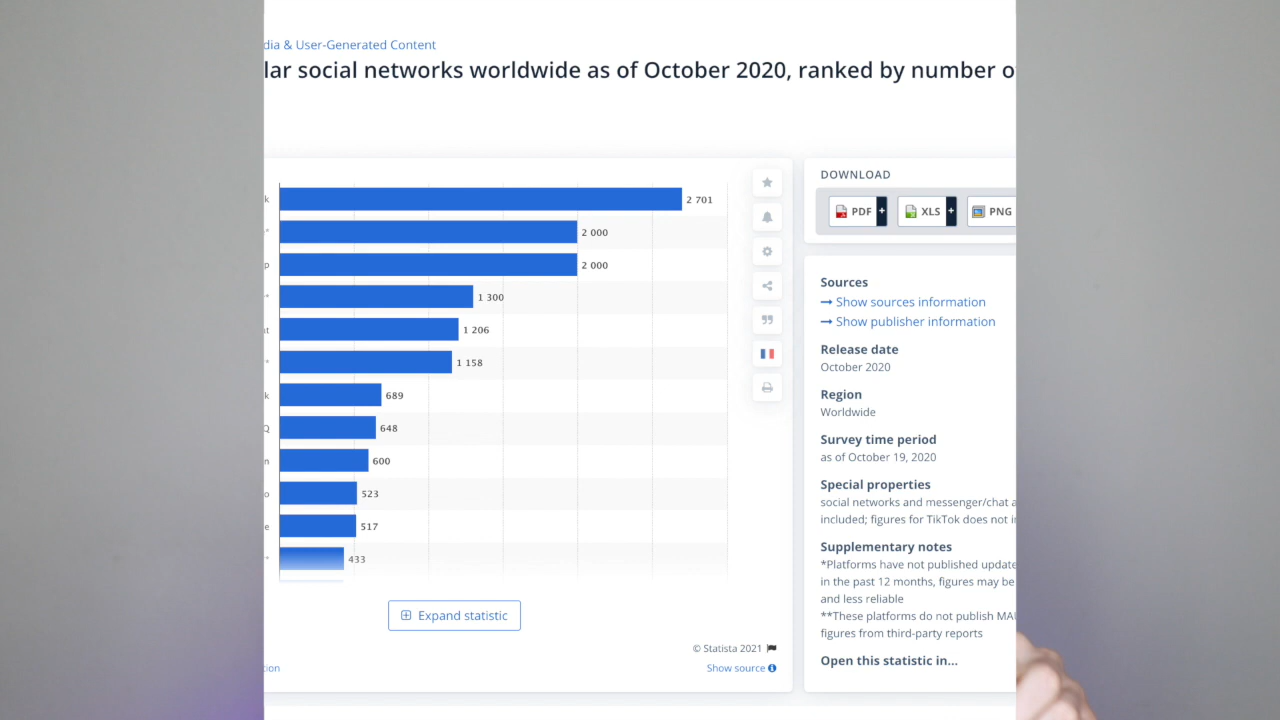 dia & User-Generated Content
lar social networks worldwide as of October 2020, ranked by number o
k 2 701
* 2 000
p 2 000
* 1 300
at 1 206
* 1 158
k 689
Q 648
n 600
o 523
e 517
* 433
Expand statistic
© Statista 2021
Show source
tion
DOWNLOAD
PDF + XLS + PNG
Sources
→ Show sources information
→ Show publisher information
Release date
October 2020
Region
Worldwide
Survey time period
as of October 19, 2020
Special properties
social networks and messenger/chat a
included; figures for TikTok does not i
Supplementary notes
*Platforms have not published update
in the past 12 months, figures may be
and less reliable
**These platforms do not publish MAU
figures from third-party reports
Open this statistic in...